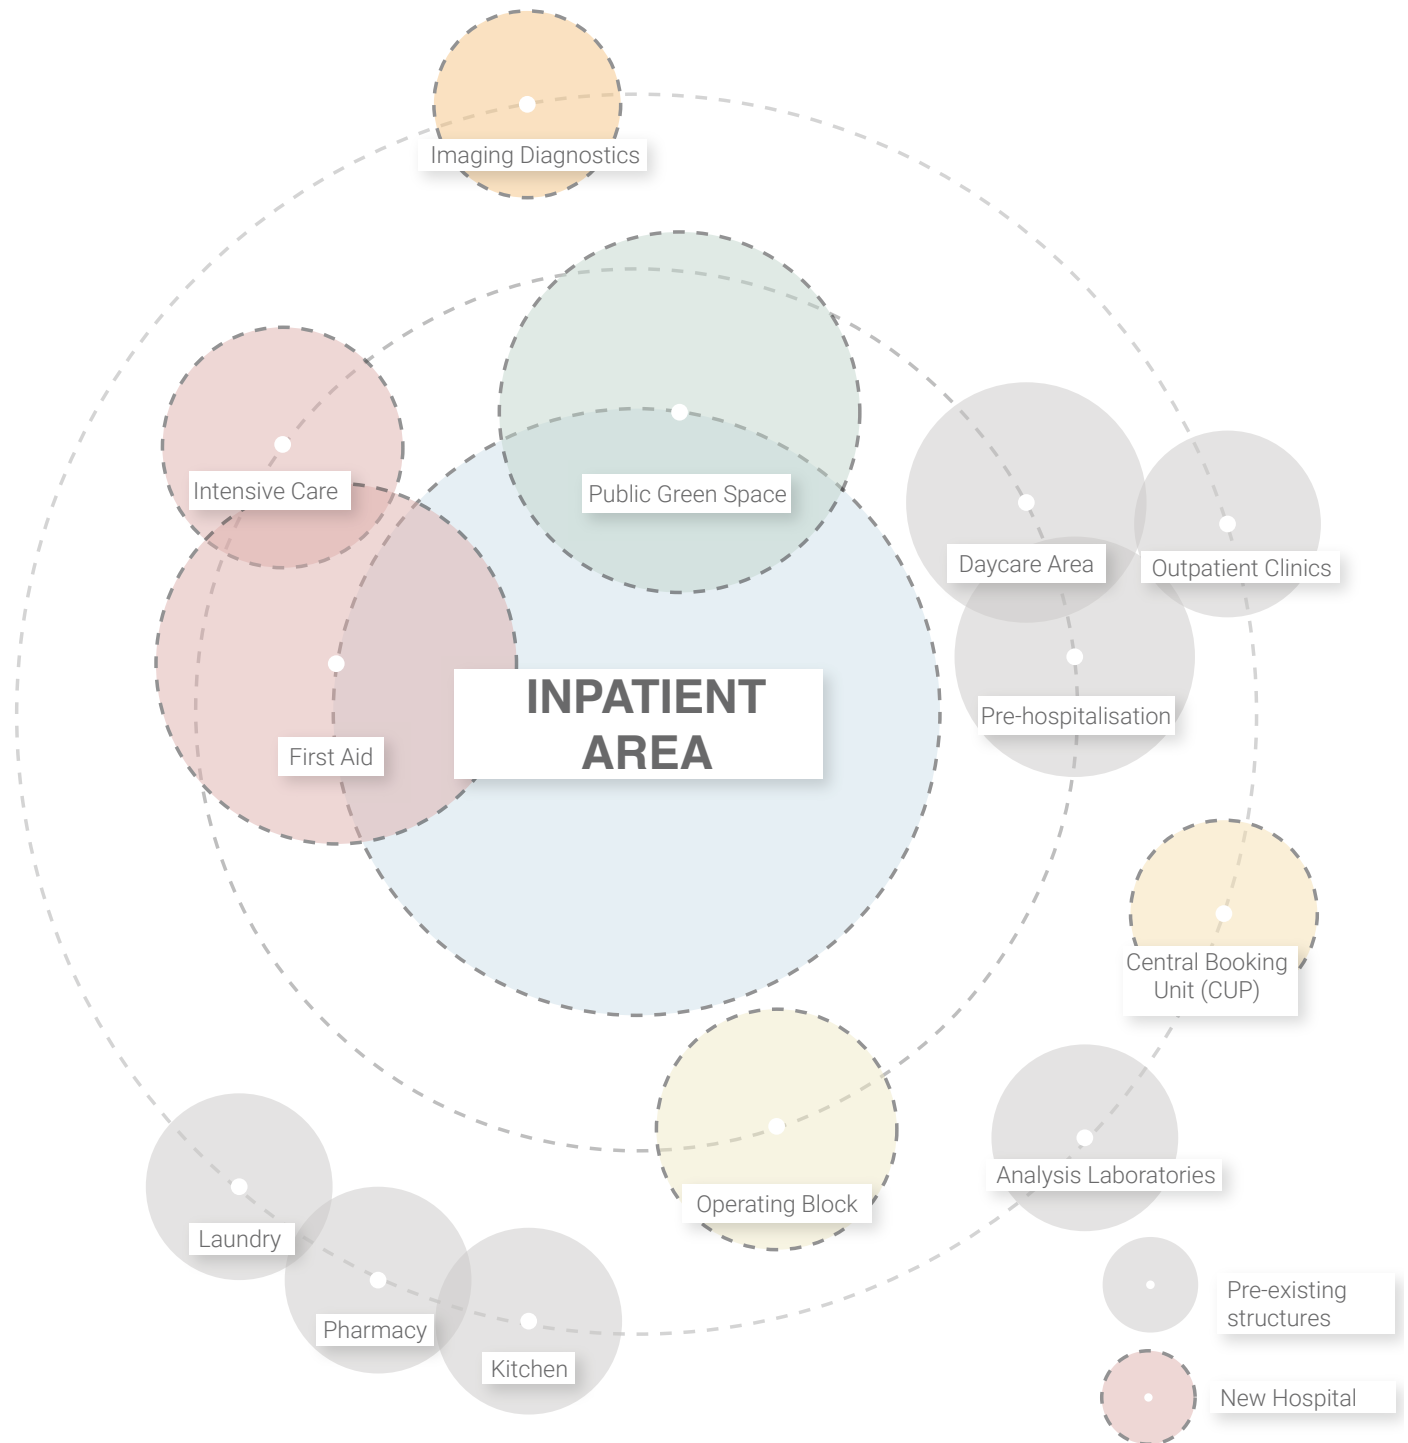 Imaging Diagnostics
Intensive Care
Public Green Space
Daycare Area
Outpatient Clinics
INPATIENT
AREA
Pre-hospitalisation
First Aid
Central Booking
Unit (CUP)
Analysis Laboratories
Operating Block
Laundry
Pharmacy
Kitchen
Pre-existing
structures
New Hospital